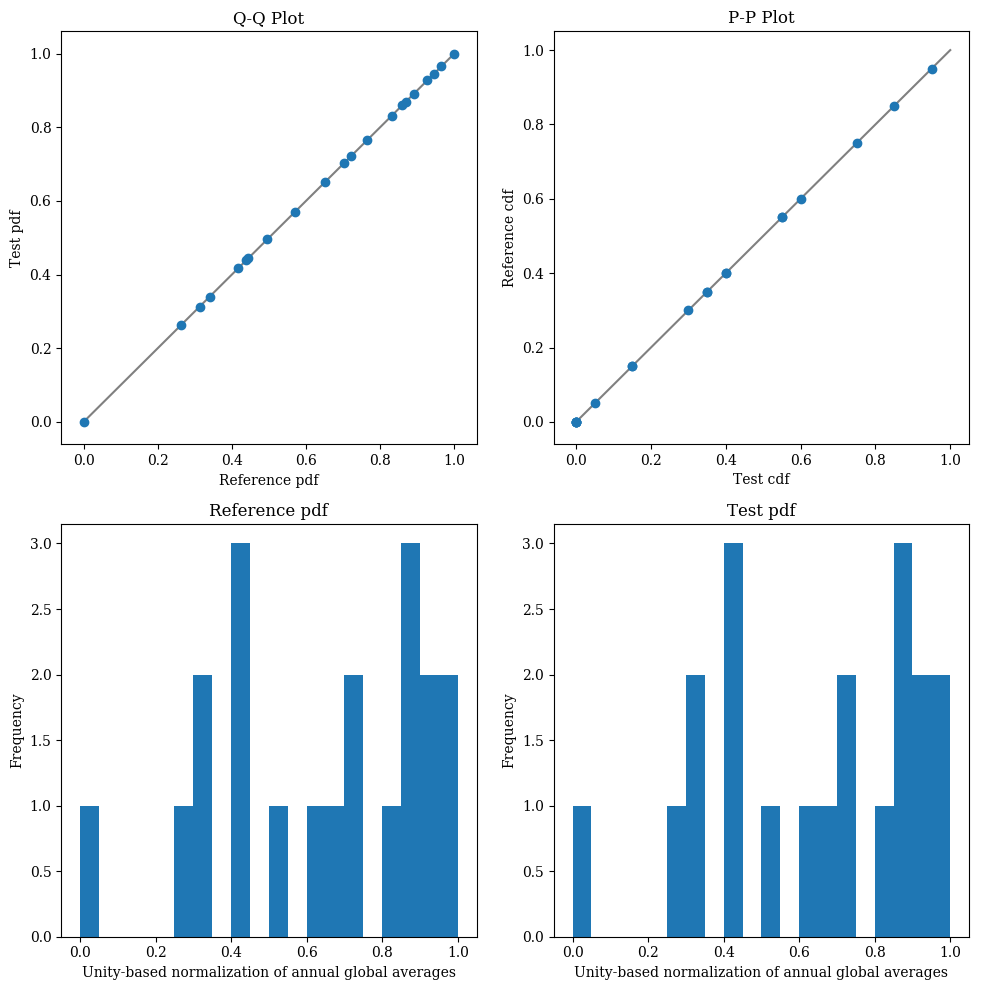 Q-Q Plot
1.0
0.8
0.6
0.4
0.2
0.0
Test pdf
0.0 0.2 0.4 0.6 0.8 1.0
Reference pdf
P-P Plot
1.0
0.8
0.6
0.4
0.2
0.0
Reference cdf
0.0 0.2 0.4 0.6 0.8 1.0
Test cdf
Reference pdf
3.0
2.5
2.0
1.5
1.0
0.5
0.0
Frequency
0.0 0.2 0.4 0.6 0.8 1.0
Unity-based normalization of annual global averages
Test pdf
3.0
2.5
2.0
1.5
1.0
0.5
0.0
Frequency
0.0 0.2 0.4 0.6 0.8 1.0
Unity-based normalization of annual global averages